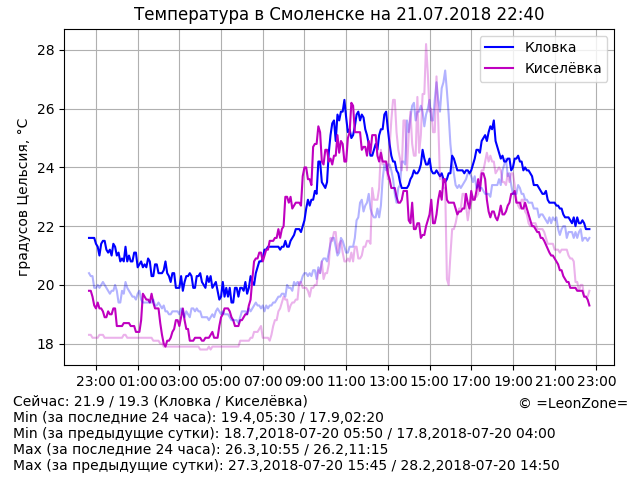 Температура в Смоленске на 21.07.2018 22:40
Кловка
Киселёвка
градусов Цельсия, °C
28
26
24
22
20
18
23:00 01:00 03:00 05:00 07:00 09:00 11:00 13:00 15:00 17:00 19:00 21:00 23:00
Сейчас: 21.9 / 19.3 (Кловка / Киселёвка)
© =LeonZone=
Min (за последние 24 часа): 19.4,05:30 / 17.9,02:20
Min (за предыдущие сутки): 18.7,2018-07-20 05:50 / 17.8,2018-07-20 04:00
Max (за последние 24 часа): 26.3,10:55 / 26.2,11:15
Max (за предыдущие сутки): 27.3,2018-07-20 15:45 / 28.2,2018-07-20 14:50